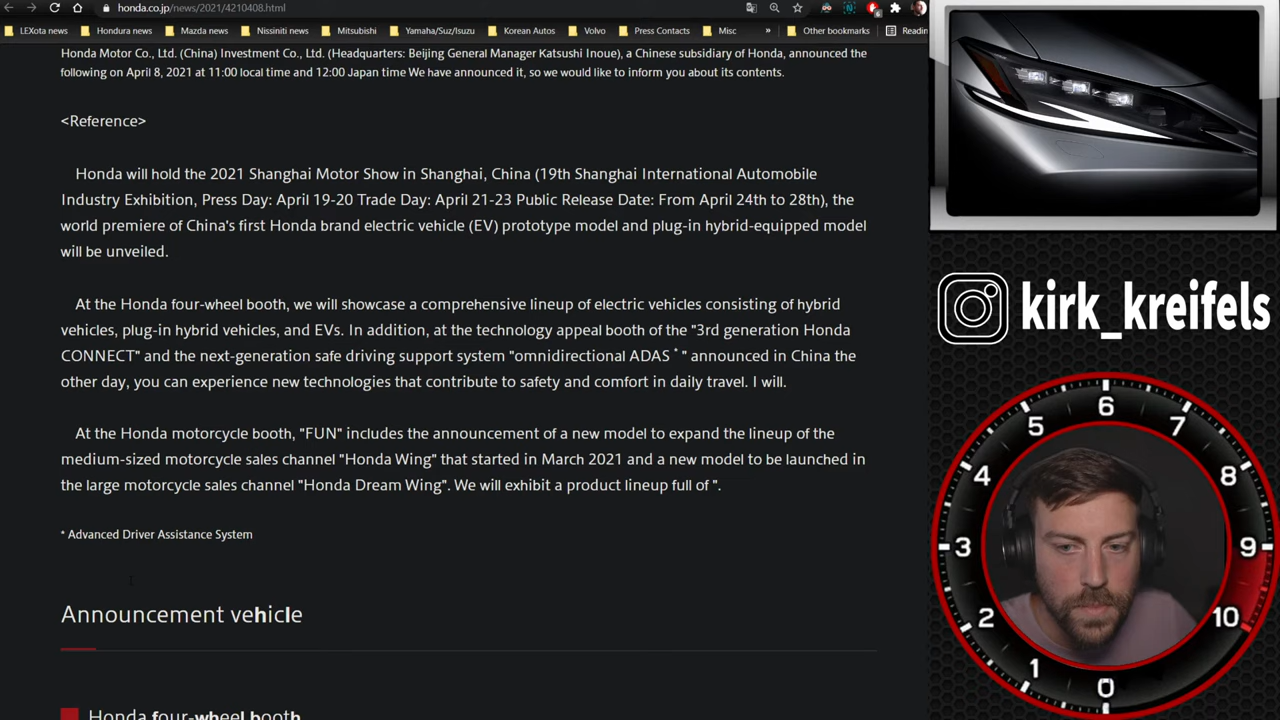 honda.co.jp/news/2021/4210408.html
LEXota news
Hondura news
Mazda news
Nissiniti news
Mitsubishi
Yamaha/Suz/Isuzu
Korean Autos
Volvo
Press Contacts
Misc
»
Other bookmarks
Readin
Honda Motor Co., Ltd. (China) Investment Co., Ltd. (Headquarters: Beijing General Manager Katsushi Inoue), a Chinese subsidiary of Honda, announced the
following on April 8, 2021 at 11:00 local time and 12:00 Japan time We have announced it, so we would like to inform you about its contents.
<Reference>
Honda will hold the 2021 Shanghai Motor Show in Shanghai, China (19th Shanghai International Automobile
Industry Exhibition, Press Day: April 19-20 Trade Day: April 21-23 Public Release Date: From April 24th to 28th), the
world premiere of China's first Honda brand electric vehicle (EV) prototype model and plug-in hybrid-equipped model
will be unveiled.
At the Honda four-wheel booth, we will showcase a comprehensive lineup of electric vehicles consisting of hybrid
vehicles, plug-in hybrid vehicles, and EVs. In addition, at the technology appeal booth of the "3rd generation Honda
CONNECT" and the next-generation safe driving support system "omnidirectional ADAS * " announced in China the
other day, you can experience new technologies that contribute to safety and comfort in daily travel. I will.
At the Honda motorcycle booth, "FUN" includes the announcement of a new model to expand the lineup of the
medium-sized motorcycle sales channel "Honda Wing" that started in March 2021 and a new model to be launched in
the large motorcycle sales channel "Honda Dream Wing". We will exhibit a product lineup full of ".
* Advanced Driver Assistance System
Announcement vehicle
Honda four-wheel booth
kirk_kreifels
0
1
2
3
4
5
6
7
8
9
10